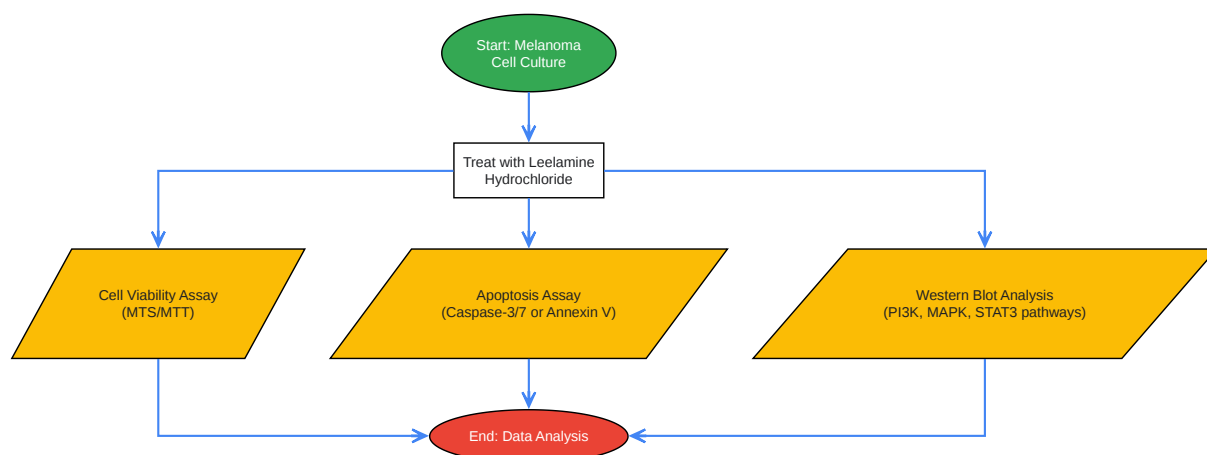 Start: Melanoma
Cell Culture
Treat with Leelamine
Hydrochloride
Cell Viability Assay
(MTS/MTT)
Apoptosis Assay
(Caspase-3/7 or Annexin V)
Western Blot Analysis
(PI3K, MAPK, STAT3 pathways)
End: Data Analysis